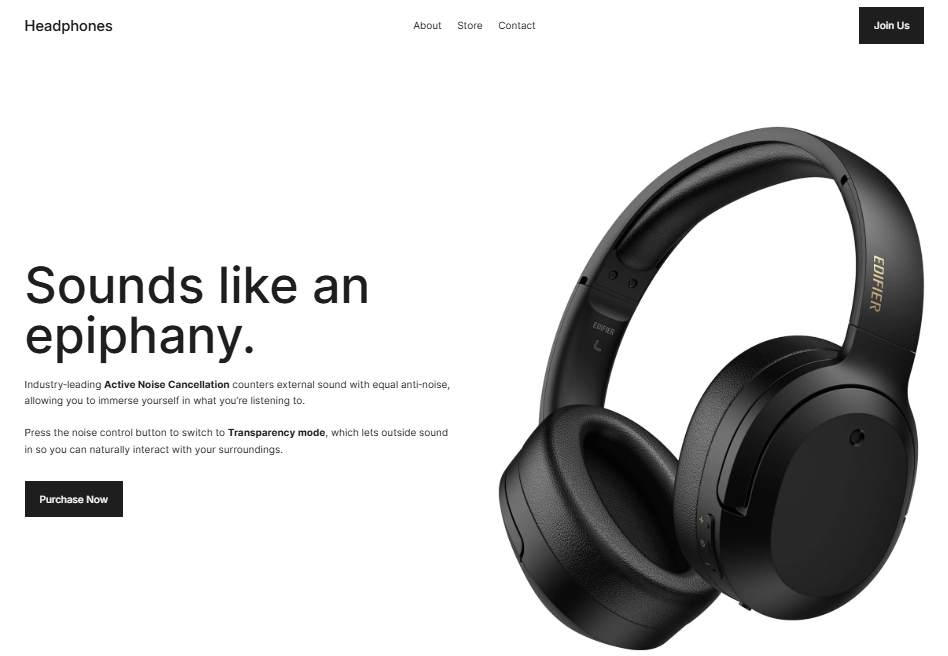 Headphones
About Store Contact
Join Us
Sounds like an
epiphany.
Industry-leading Active Noise Cancellation counters external sound with equal anti-noise,
allowing you to immerse yourself in what you're listening to.
Press the noise control button to switch to Transparency mode, which lets outside sound
in so you can naturally interact with your surroundings.
Purchase Now
EDIFIER
EDIFIER
L